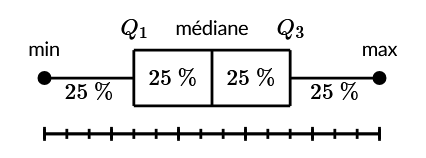 Q₁ médiane Q₃
min max
25 % 25 % 25 % 25 %